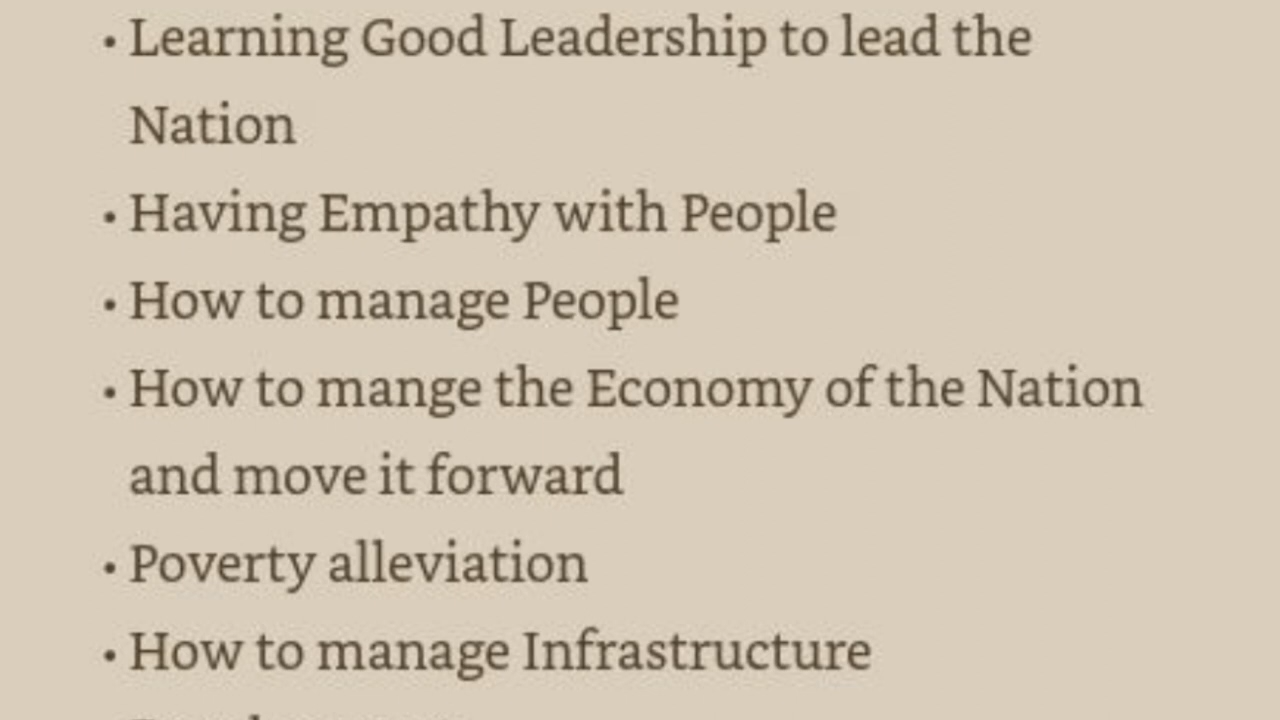 • Learning Good Leadership to lead the
Nation
• Having Empathy with People
• How to manage People
• How to mange the Economy of the Nation
and move it forward
• Poverty alleviation
• How to manage Infrastructure